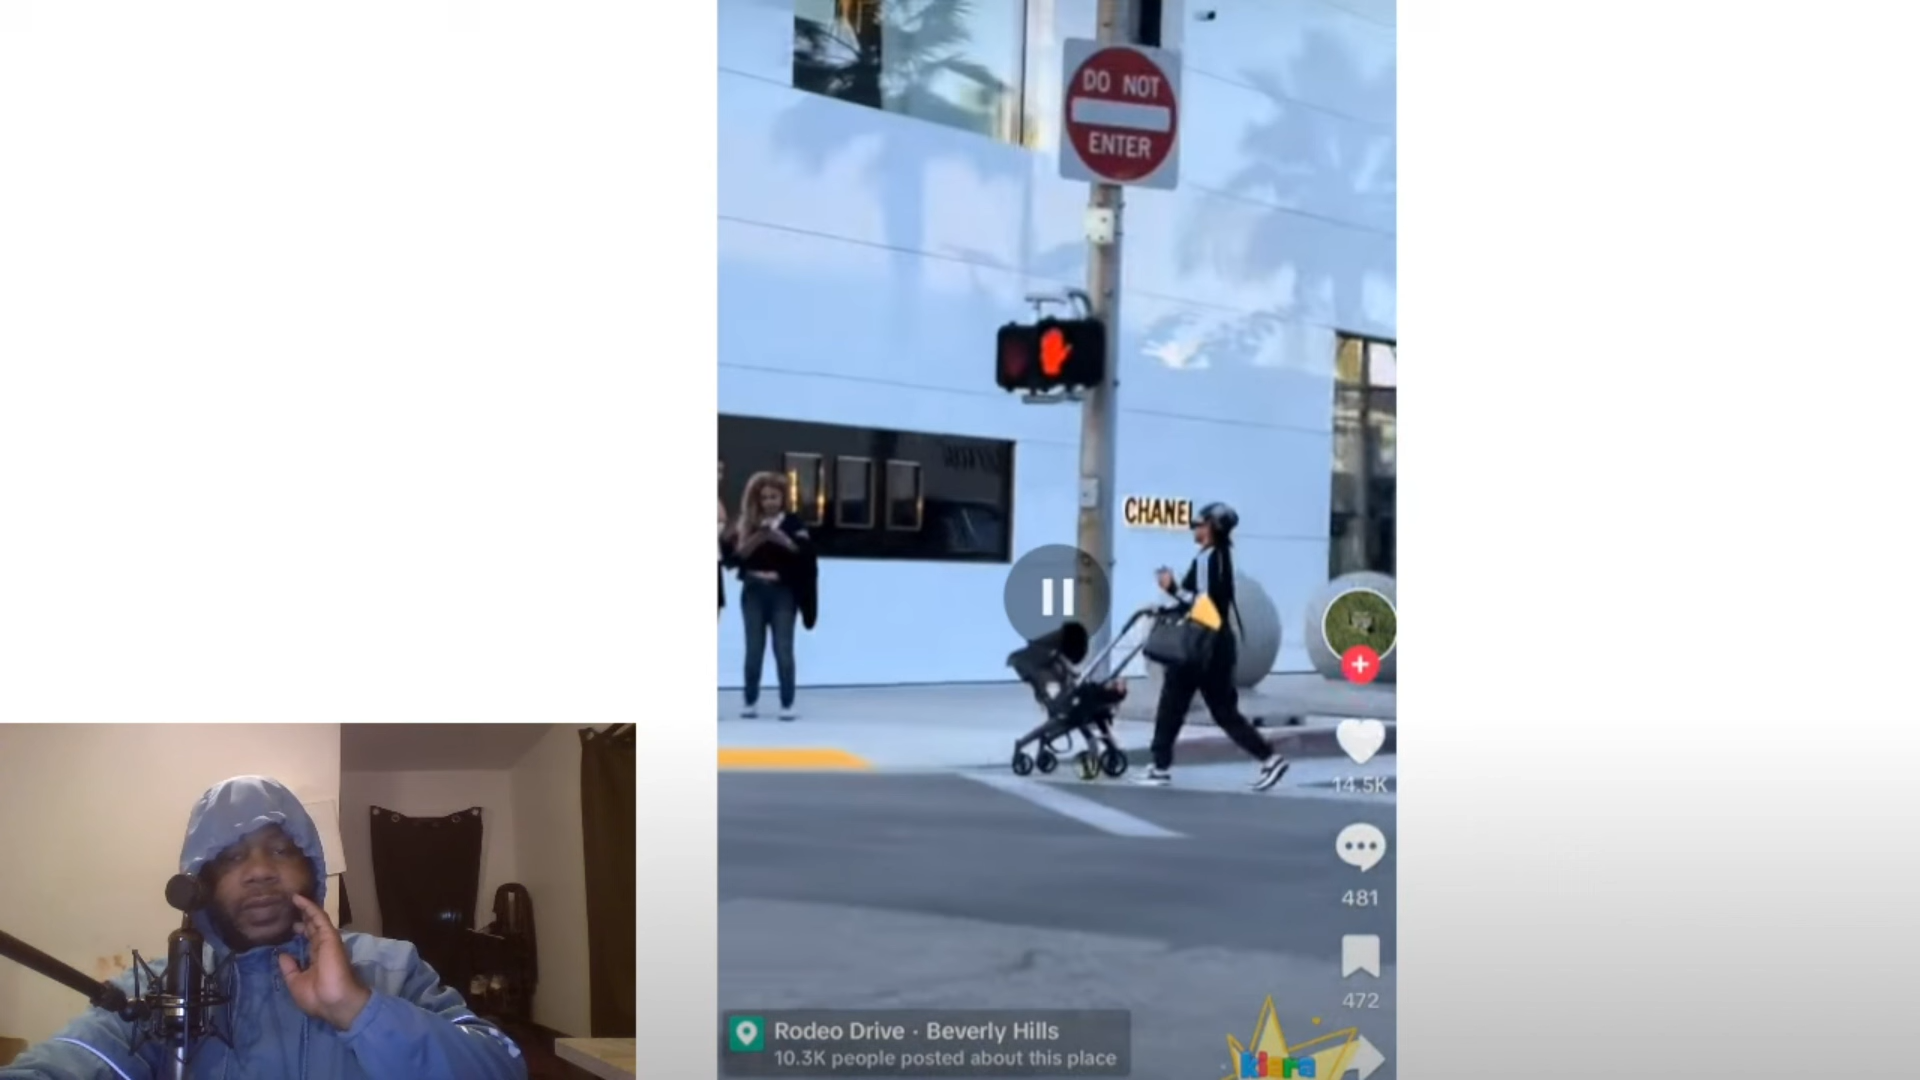 DO NOT
ENTER
CHANEL
14.5K
481
472
Rodeo Drive · Beverly Hills
10.3K people posted about this place
kiara